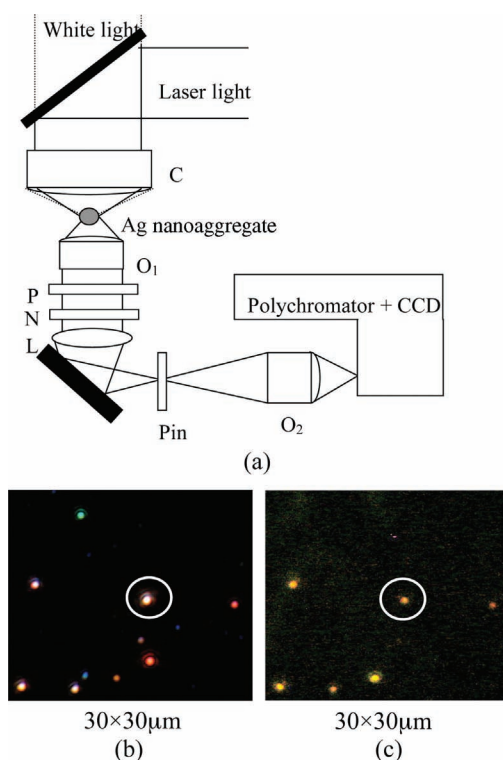 White light
Laser light
C
Ag nanoaggregate
O₁
P
N
Polychromator + CCD
L
Pin
O₂
(a)
30×30μm
30×30μm
(b)
(c)